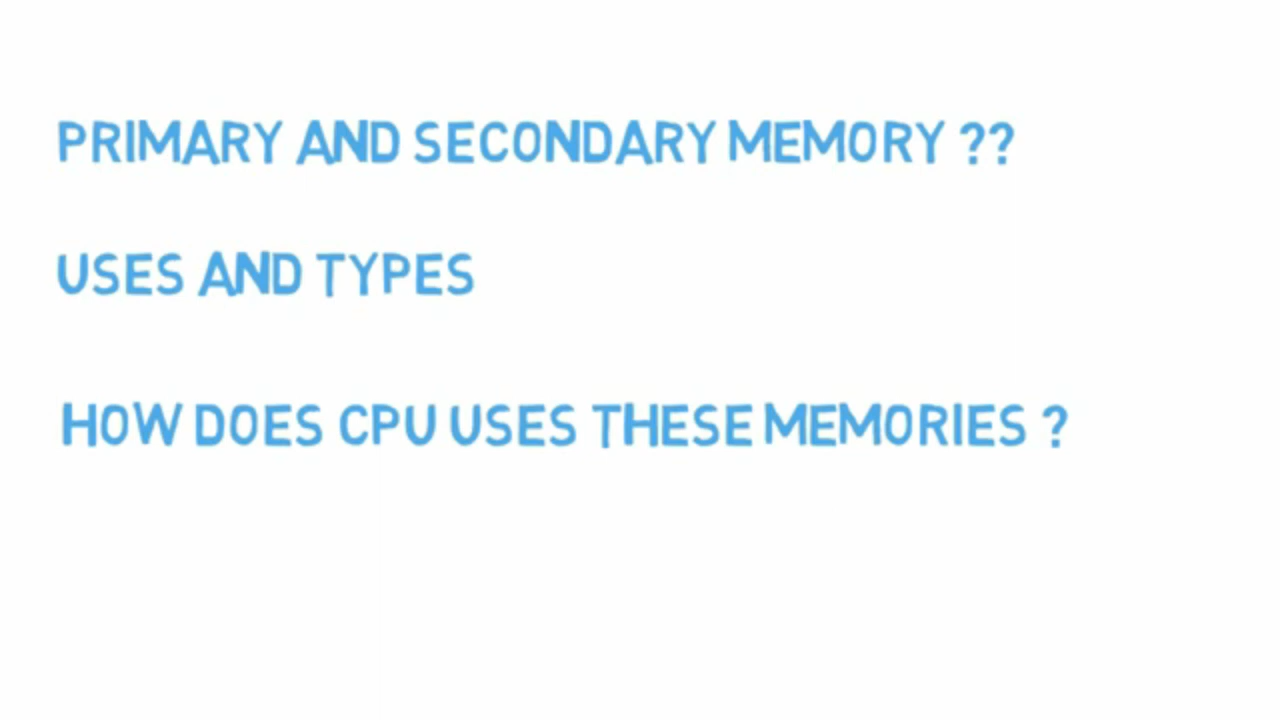 PRIMARY AND SECONDARY MEMORY ??
USES AND TYPES
HOW DOES CPU USES THESE MEMORIES ?